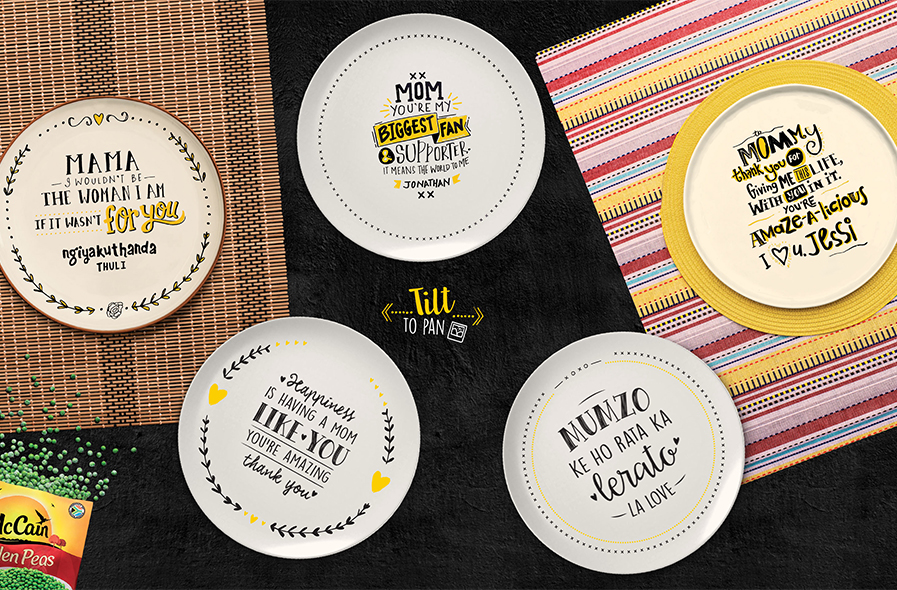 MAMA
I WOULDN'T BE
THE WOMAN I AM
IF IT WASN'T for you
ngiyakuthanda
THULI
xx
MOM
YOU'RE MY
BIGGEST FAN
& SUPPORTER.
IT MEANS THE WORLD TO ME
JONATHAN
xx
to
MOMMY
thank you FOR
giving ME THIS LIFE,
WITH YOU IN IT.
YOU'RE
AMAZE-A-licious
I ♡ u, Jessi
Tilt
TO PAN
Happiness
IS HAVING A MOM
LIKE YOU
YOU'RE AMAZING
thank you
XOXO
MUMZO
KE HO RATA KA
lerato
LA LOVE
McCain
den Peas